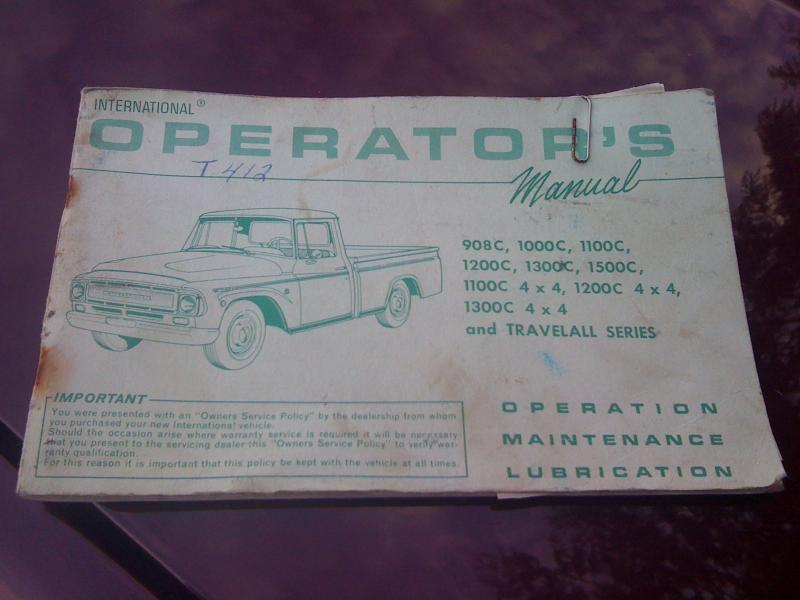 INTERNATIONAL®
OPERATOR'S
T 412
Manual
908C, 1000C, 1100C,
1200C, 1300C, 1500C,
1100C 4 x 4, 1200C 4 x 4,
1300C 4 x 4
and TRAVELALL SERIES
IMPORTANT
You were presented with an "Owners Service Policy" by the dealership from whom
you purchased your new International vehicle.
Should the occasion arise where warranty service is required it will be necessary
that you present to the servicing dealer this "Owners Service Policy" to verify war-
ranty qualification.
For this reason it is important that this policy be kept with the vehicle at all times.
OPERATION
MAINTENANCE
LUBRICATION